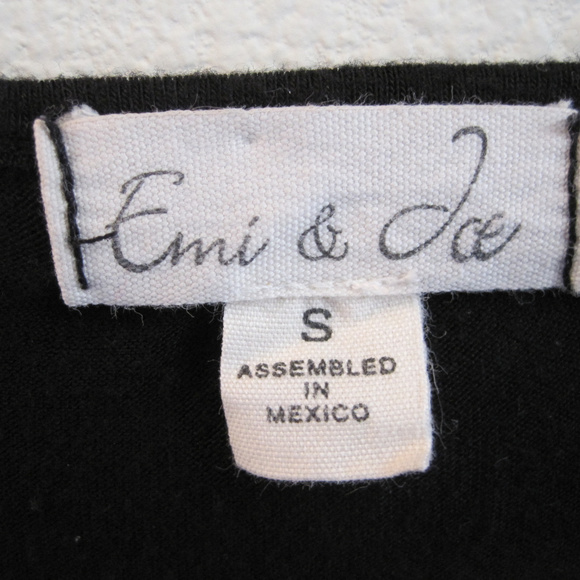 Emi & Joe
S
ASSEMBLED
IN
MEXICO